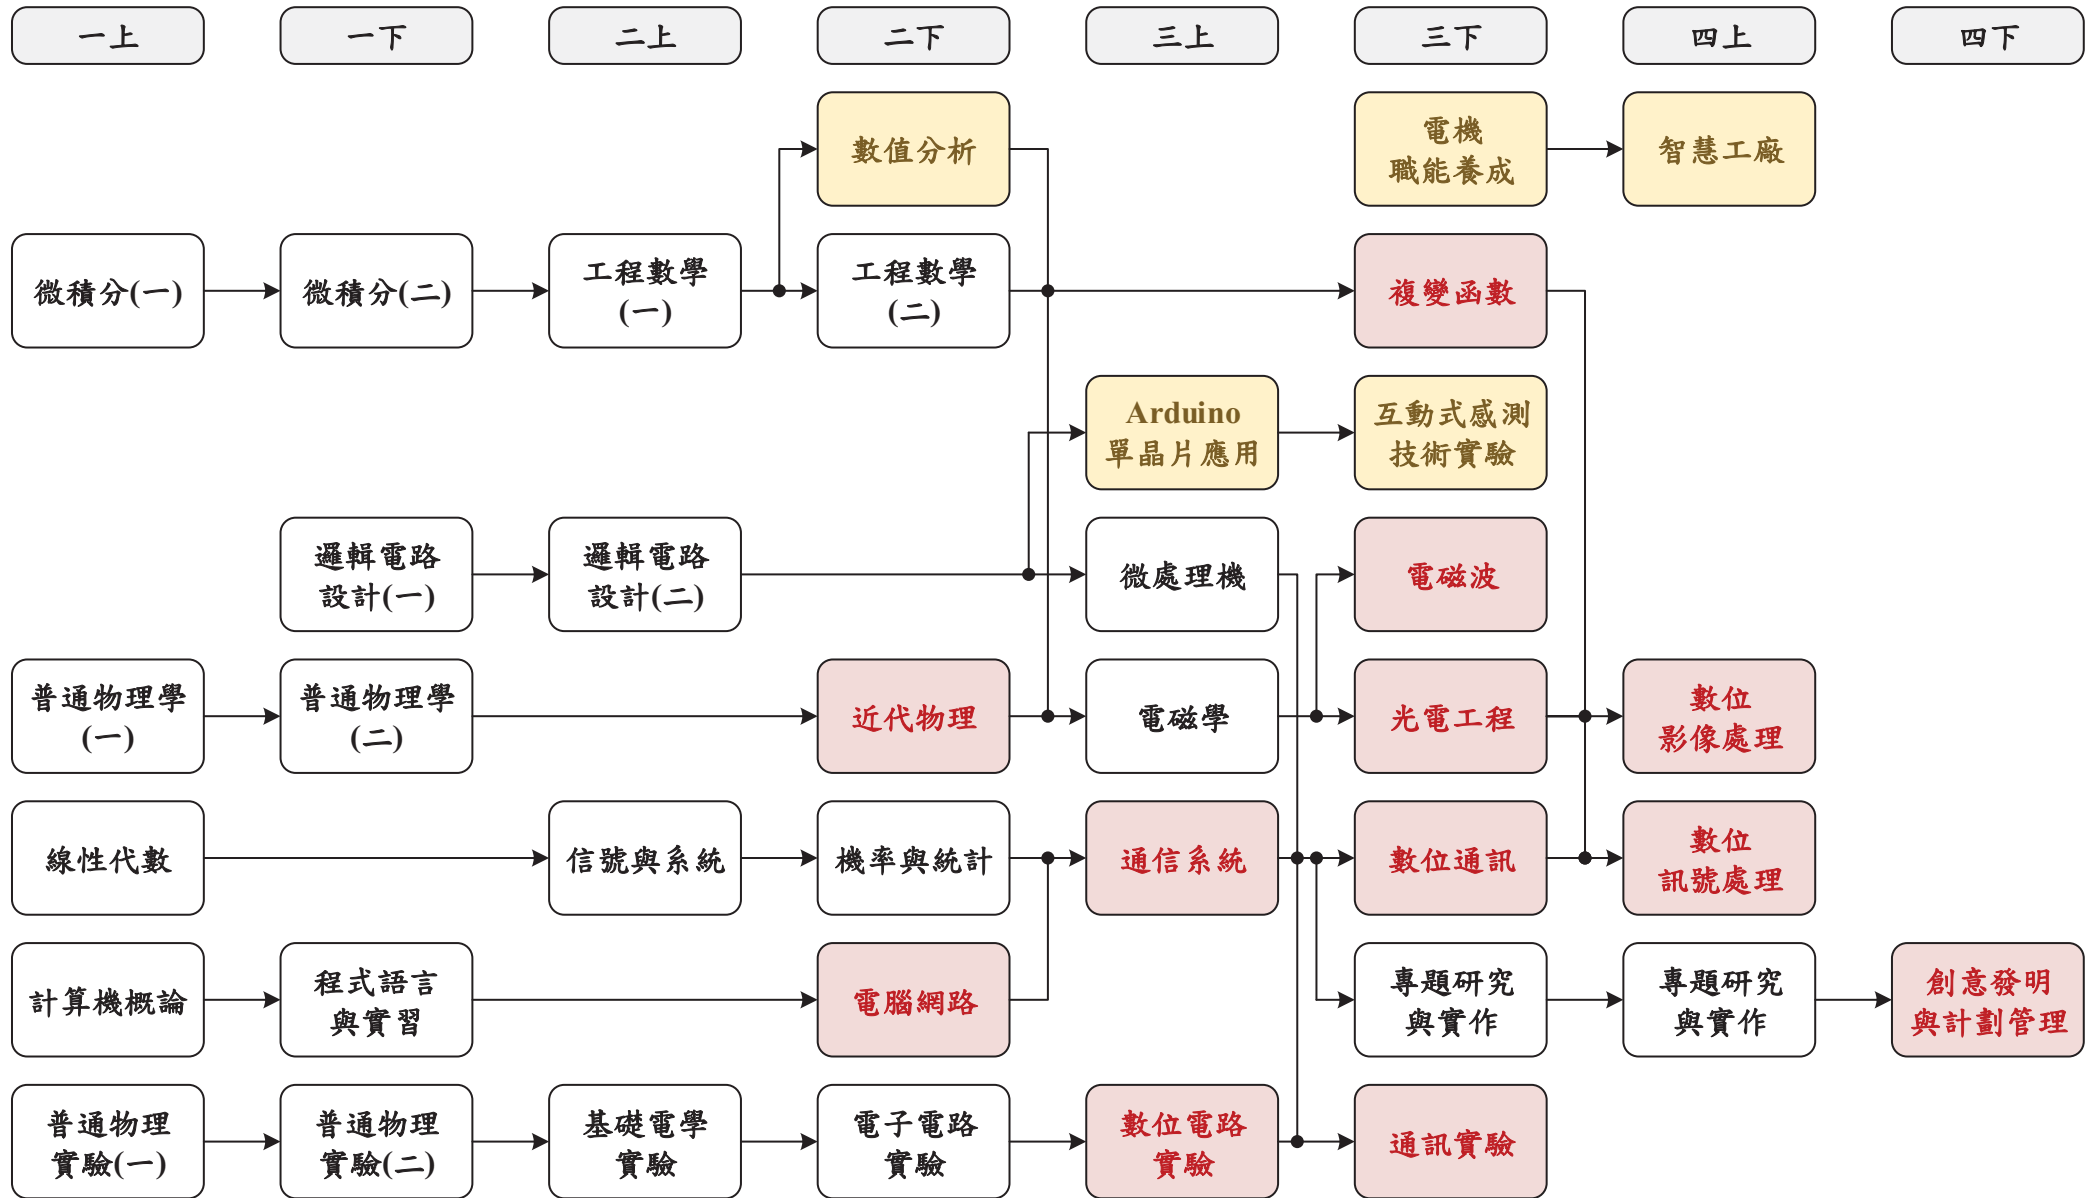 一上
一下
二上
二下
三上
三下
四上
四下
數值分析
電機
職能養成
智慧工廠
微積分(一)
微積分(二)
工程數學
(一)
工程數學
(二)
複變函數
Arduino
單晶片應用
互動式感測
技術實驗
邏輯電路
設計(一)
邏輯電路
設計(二)
微處理機
電磁波
普通物理學
(一)
普通物理學
(二)
近代物理
電磁學
光電工程
數位
影像處理
線性代數
信號與系統
機率與統計
通信系統
數位通訊
數位
訊號處理
計算機概論
程式語言
與實習
電腦網路
專題研究
與實作
專題研究
與實作
創意發明
與計劃管理
普通物理
實驗(一)
普通物理
實驗(二)
基礎電學
實驗
電子電路
實驗
數位電路
實驗
通訊實驗